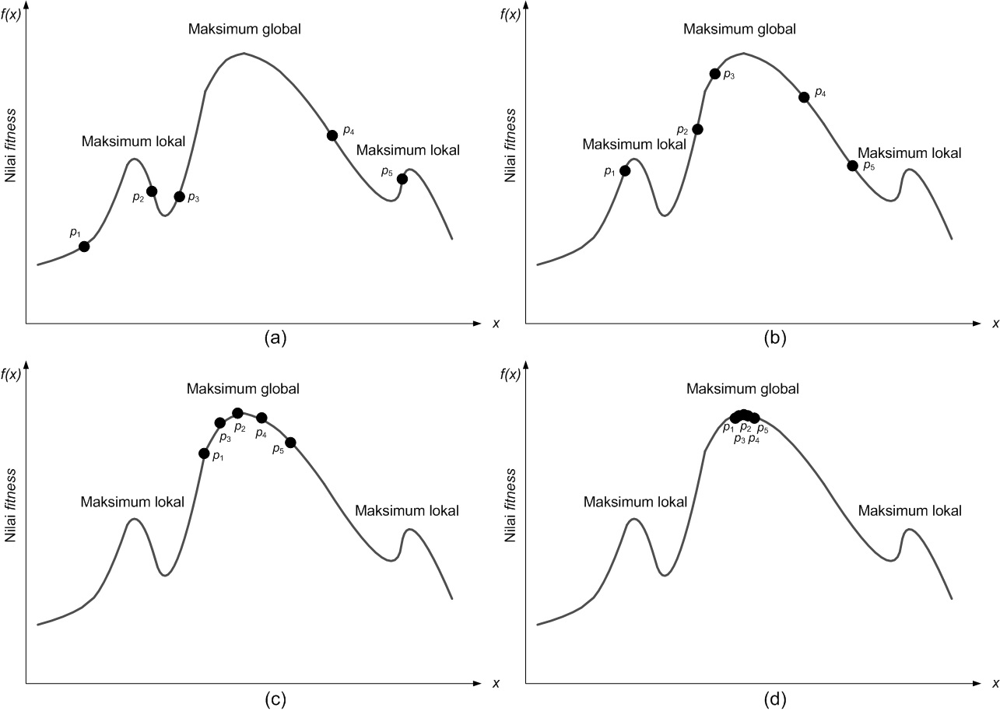 f(x)
Maksimum global
Nilai fitness
Maksimum lokal
Maksimum lokal
p1
p2
p3
p4
p5
x
(a)
f(x)
Maksimum global
Nilai fitness
Maksimum lokal
Maksimum lokal
p1
p2
p3
p4
p5
x
(b)
f(x)
Maksimum global
Nilai fitness
Maksimum lokal
Maksimum lokal
p1
p3
p2
p4
p5
x
(c)
f(x)
Maksimum global
Nilai fitness
Maksimum lokal
Maksimum lokal
p1 p2 p5
p3 p4
x
(d)